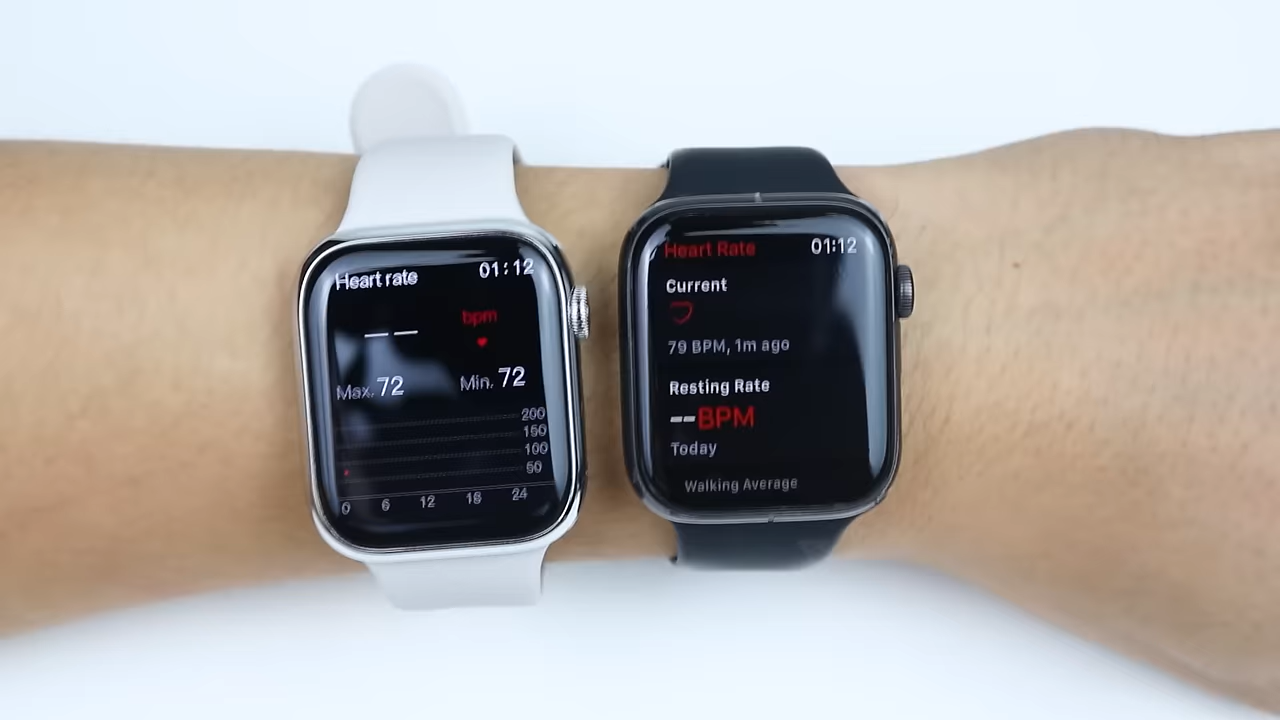 Heart rate 01:12
-- bpm
Max. 72 Min. 72
200
150
100
50
0 6 12 18 24
Heart Rate 01:12
Current
79 BPM, 1m ago
Resting Rate
--BPM
Today
Walking Average